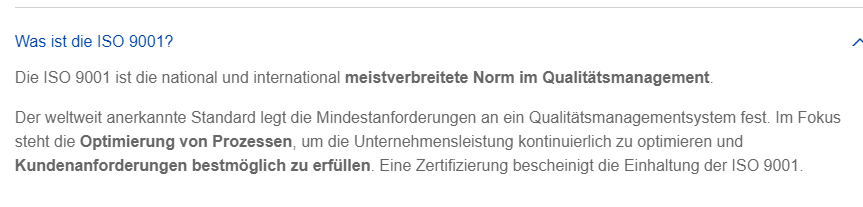 Was ist die ISO 9001?
Die ISO 9001 ist die national und international meistverbreitete Norm im Qualitätsmanagement.
Der weltweit anerkannte Standard legt die Mindestanforderungen an ein Qualitätsmanagementsystem fest. Im Fokus
steht die Optimierung von Prozessen, um die Unternehmensleistung kontinuierlich zu optimieren und
Kundenanforderungen bestmöglich zu erfüllen. Eine Zertifizierung bescheinigt die Einhaltung der ISO 9001.